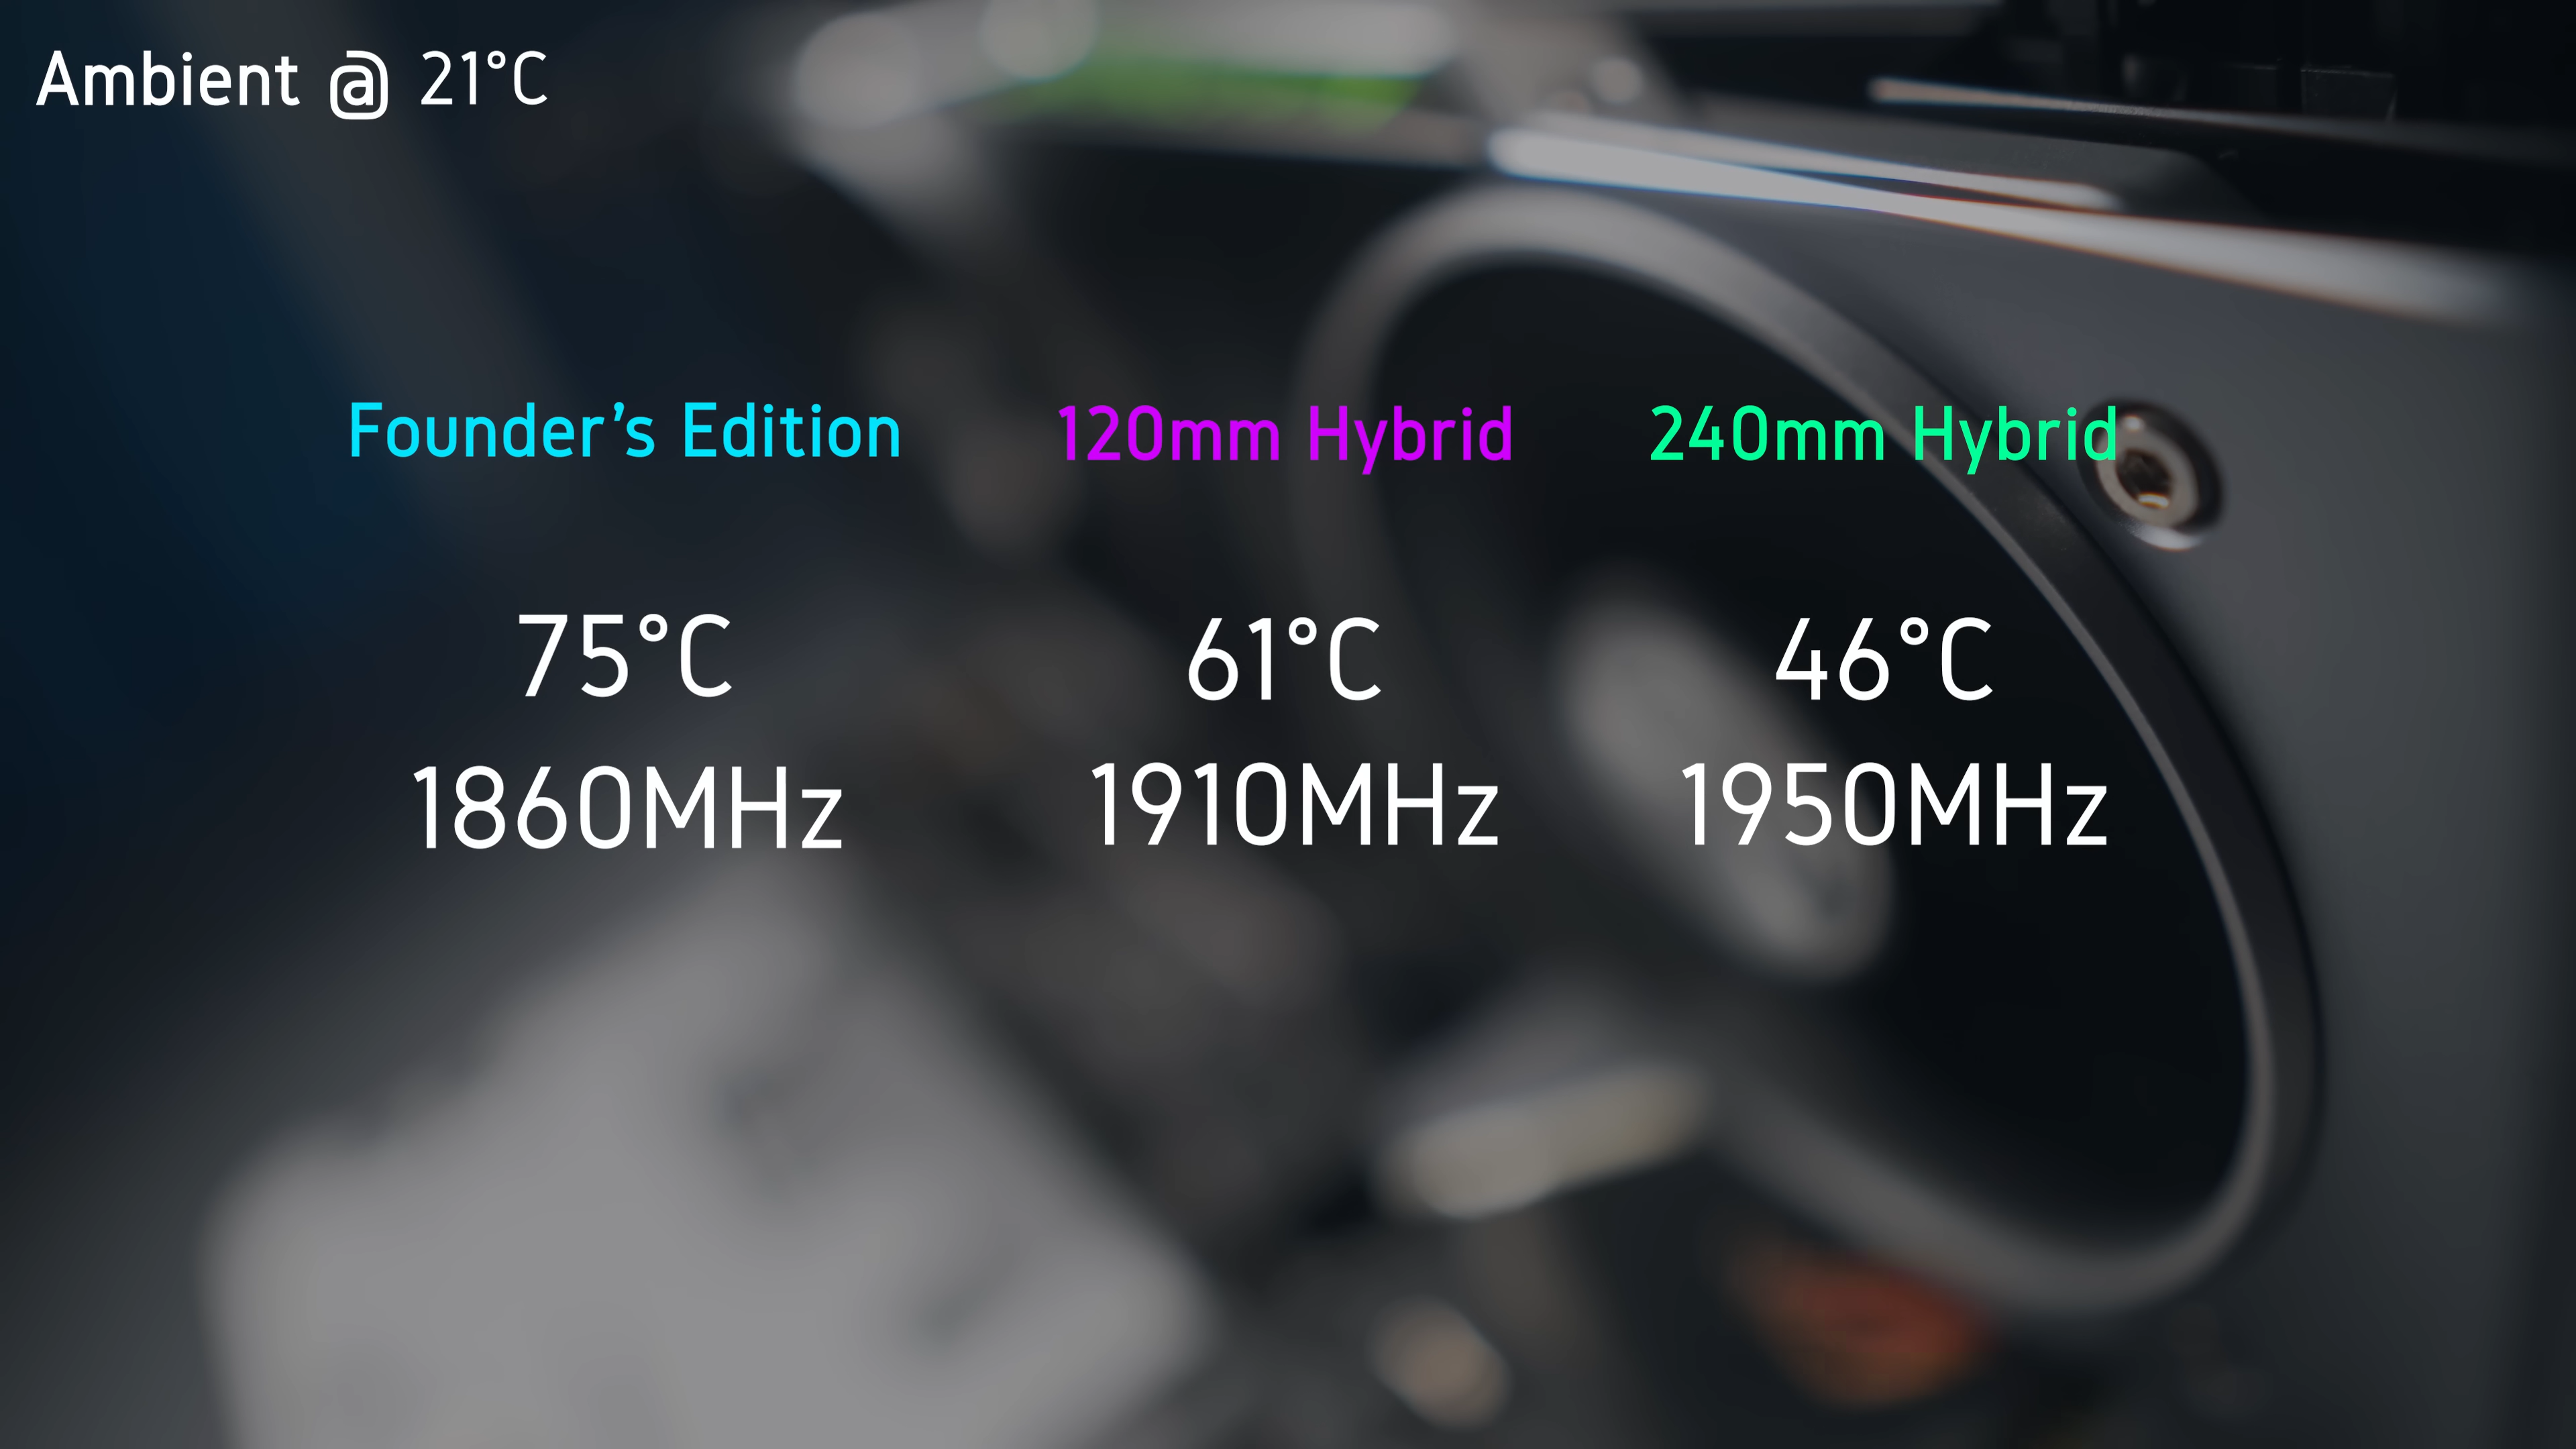 Ambient @ 21°C
Founder's Edition 120mm Hybrid 240mm Hybrid
75°C 61°C 46°C
1860MHz 1910MHz 1950MHz